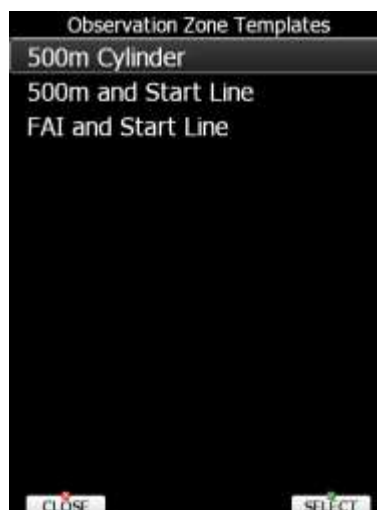 Observation Zone Templates
500m Cylinder
500m and Start Line
FAI and Start Line
CLOSE
SELECT